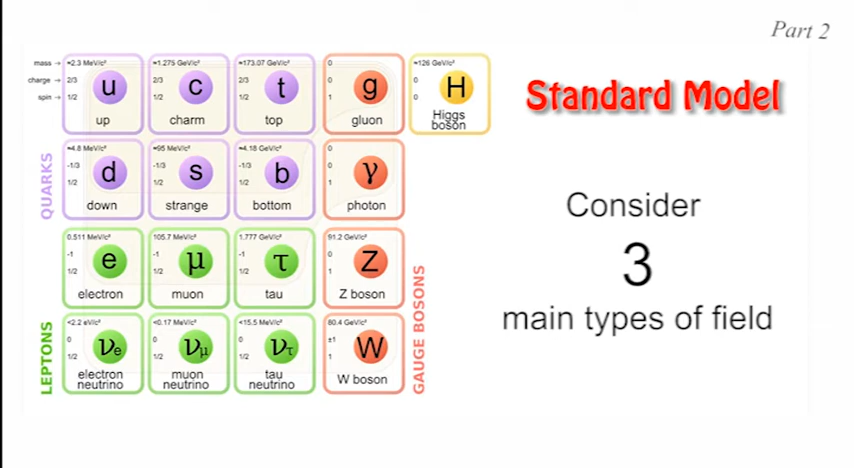 Part 2
Standard Model
mass → ≈2.3 MeV/c² ≈1.275 GeV/c² ≈173.07 GeV/c² 0 ≈126 GeV/c²
charge → 2/3 2/3 2/3 0 0
spin → 1/2 1/2 1/2 1 0
u c t g H
up charm top gluon Higgs
boson
QUARKS
≈4.8 MeV/c² ≈95 MeV/c² ≈4.18 GeV/c² 0
-1/3 -1/3 -1/3 0
1/2 1/2 1/2 1
d s b γ
down strange bottom photon
0.511 MeV/c² 105.7 MeV/c² 1.777 GeV/c² 91.2 GeV/c²
-1 -1 -1 0
1/2 1/2 1/2 1
e μ τ Z
electron muon tau Z boson
LEPTONS
<2.2 eV/c² <0.17 MeV/c² <15.5 MeV/c² 80.4 GeV/c²
0 0 0 ±1
1/2 1/2 1/2 1
νe νμ ντ W
electron muon tau W boson
neutrino neutrino neutrino
GAUGE BOSONS
Consider
3
main types of field